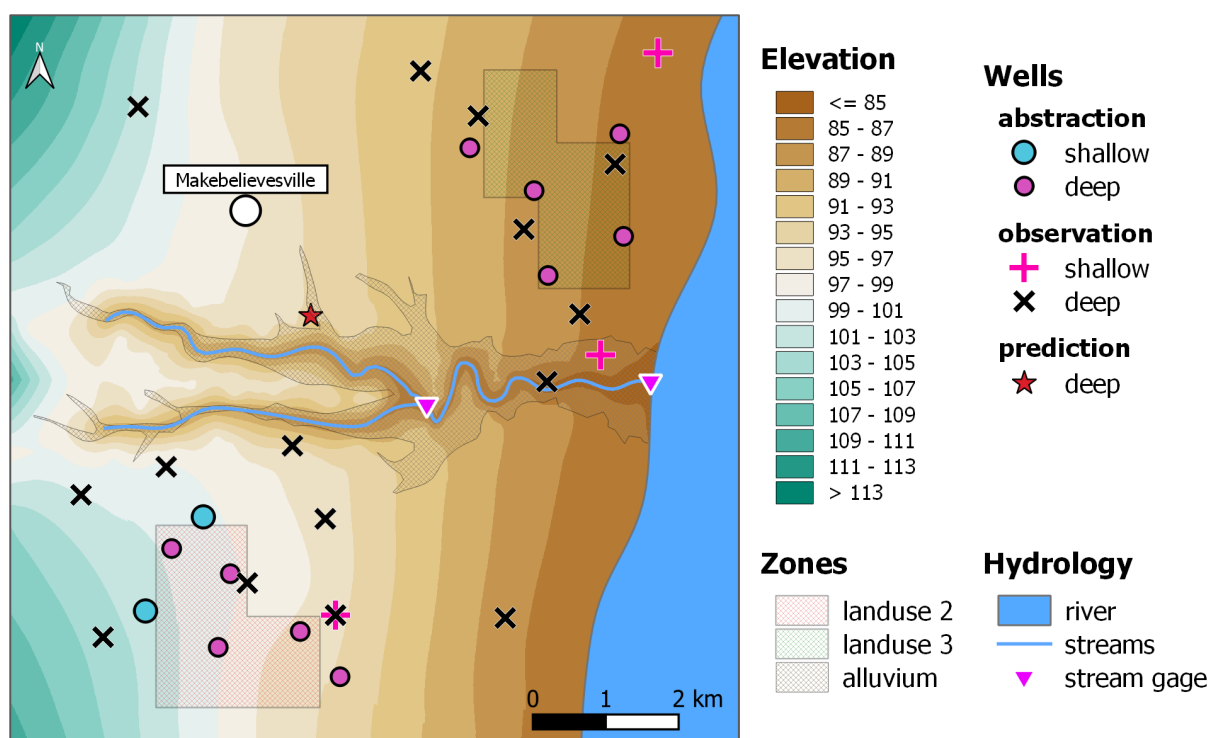 N
Makebelievesville
0 1 2 km
Elevation
<= 85
85 - 87
87 - 89
89 - 91
91 - 93
93 - 95
95 - 97
97 - 99
99 - 101
101 - 103
103 - 105
105 - 107
107 - 109
109 - 111
111 - 113
> 113
Wells
abstraction
shallow
deep
observation
shallow
deep
prediction
deep
Zones
landuse 2
landuse 3
alluvium
Hydrology
river
streams
stream gage